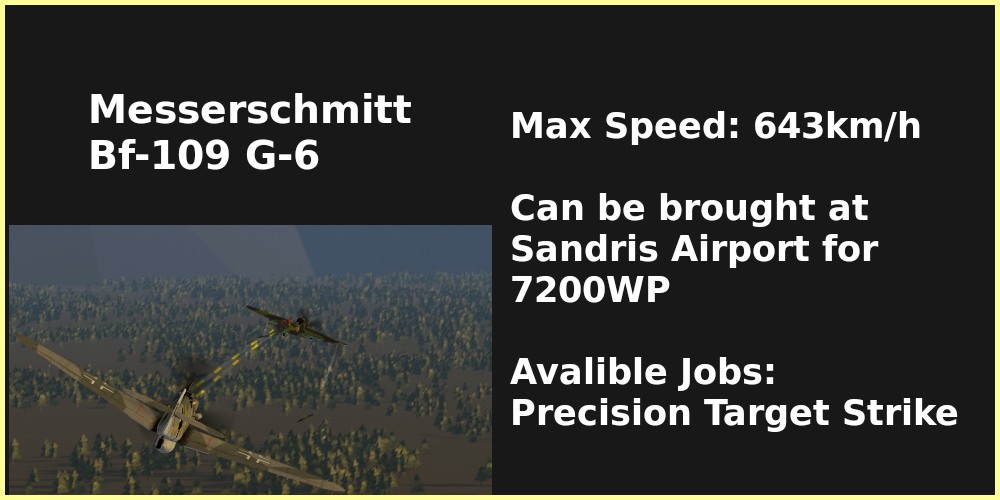 Messerschmitt
Bf-109 G-6
Max Speed: 643km/h
Can be brought at
Sandris Airport for
7200WP
Avalible Jobs:
Precision Target Strike